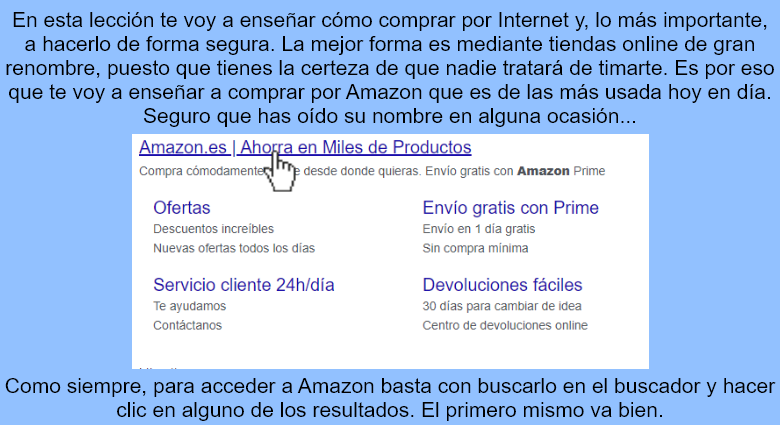 En esta lección te voy a enseñar cómo comprar por Internet y, lo más importante,
a hacerlo de forma segura. La mejor forma es mediante tiendas online de gran
renombre, puesto que tienes la certeza de que nadie tratará de timarte. Es por eso
que te voy a enseñar a comprar por Amazon que es de las más usada hoy en día.
Seguro que has oído su nombre en alguna ocasión...
Amazon.es | Ahorra en Miles de Productos
Compra cómodamente desde donde quieras. Envío gratis con Amazon Prime
Ofertas
Descuentos increíbles
Nuevas ofertas todos los días
Envío gratis con Prime
Envío en 1 día gratis
Sin compra mínima
Servicio cliente 24h/día
Te ayudamos
Contáctanos
Devoluciones fáciles
30 días para cambiar de idea
Centro de devoluciones online
Como siempre, para acceder a Amazon basta con buscarlo en el buscador y hacer
clic en alguno de los resultados. El primero mismo va bien.